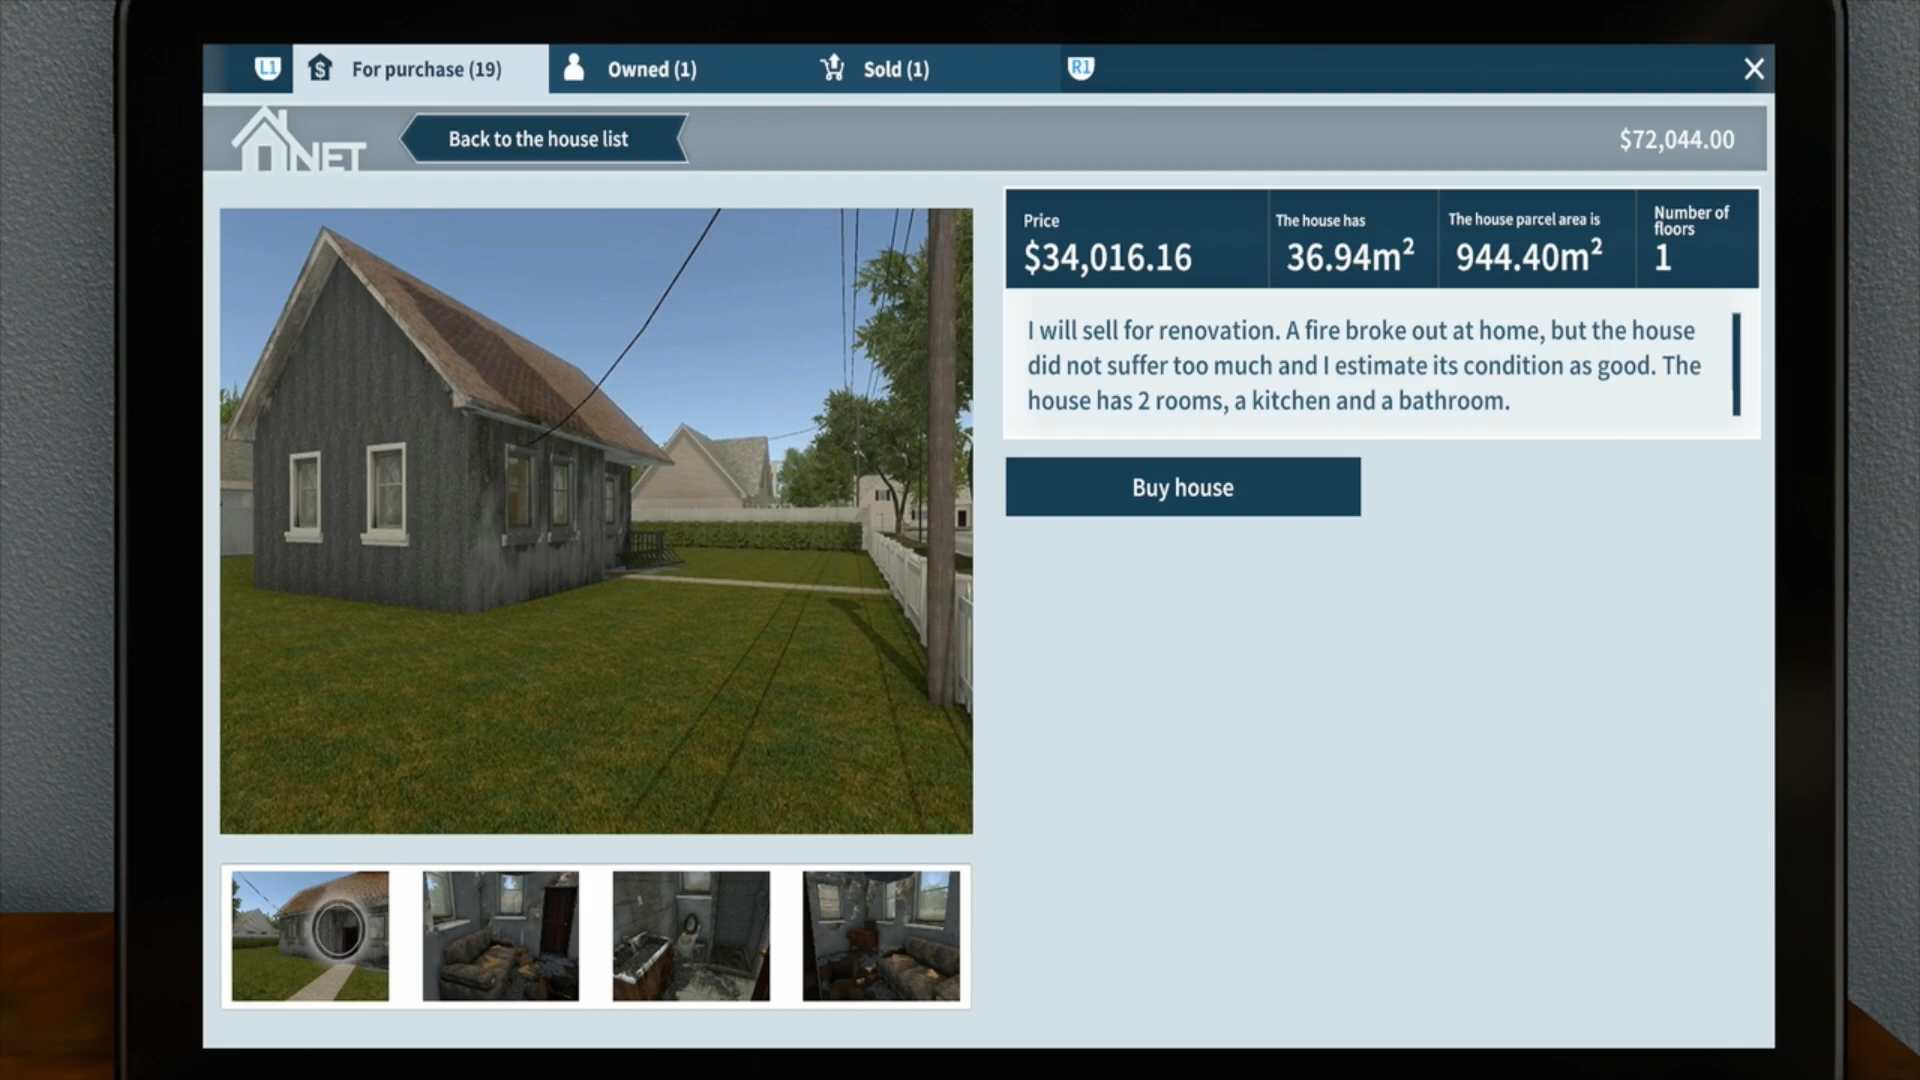 L1
For purchase (19)
Owned (1)
Sold (1)
R1
NET
Back to the house list
$72,044.00
Price
$34,016.16
The house has
36.94m²
The house parcel area is
944.40m²
Number of
floors
1
I will sell for renovation. A fire broke out at home, but the house
did not suffer too much and I estimate its condition as good. The
house has 2 rooms, a kitchen and a bathroom.
Buy house